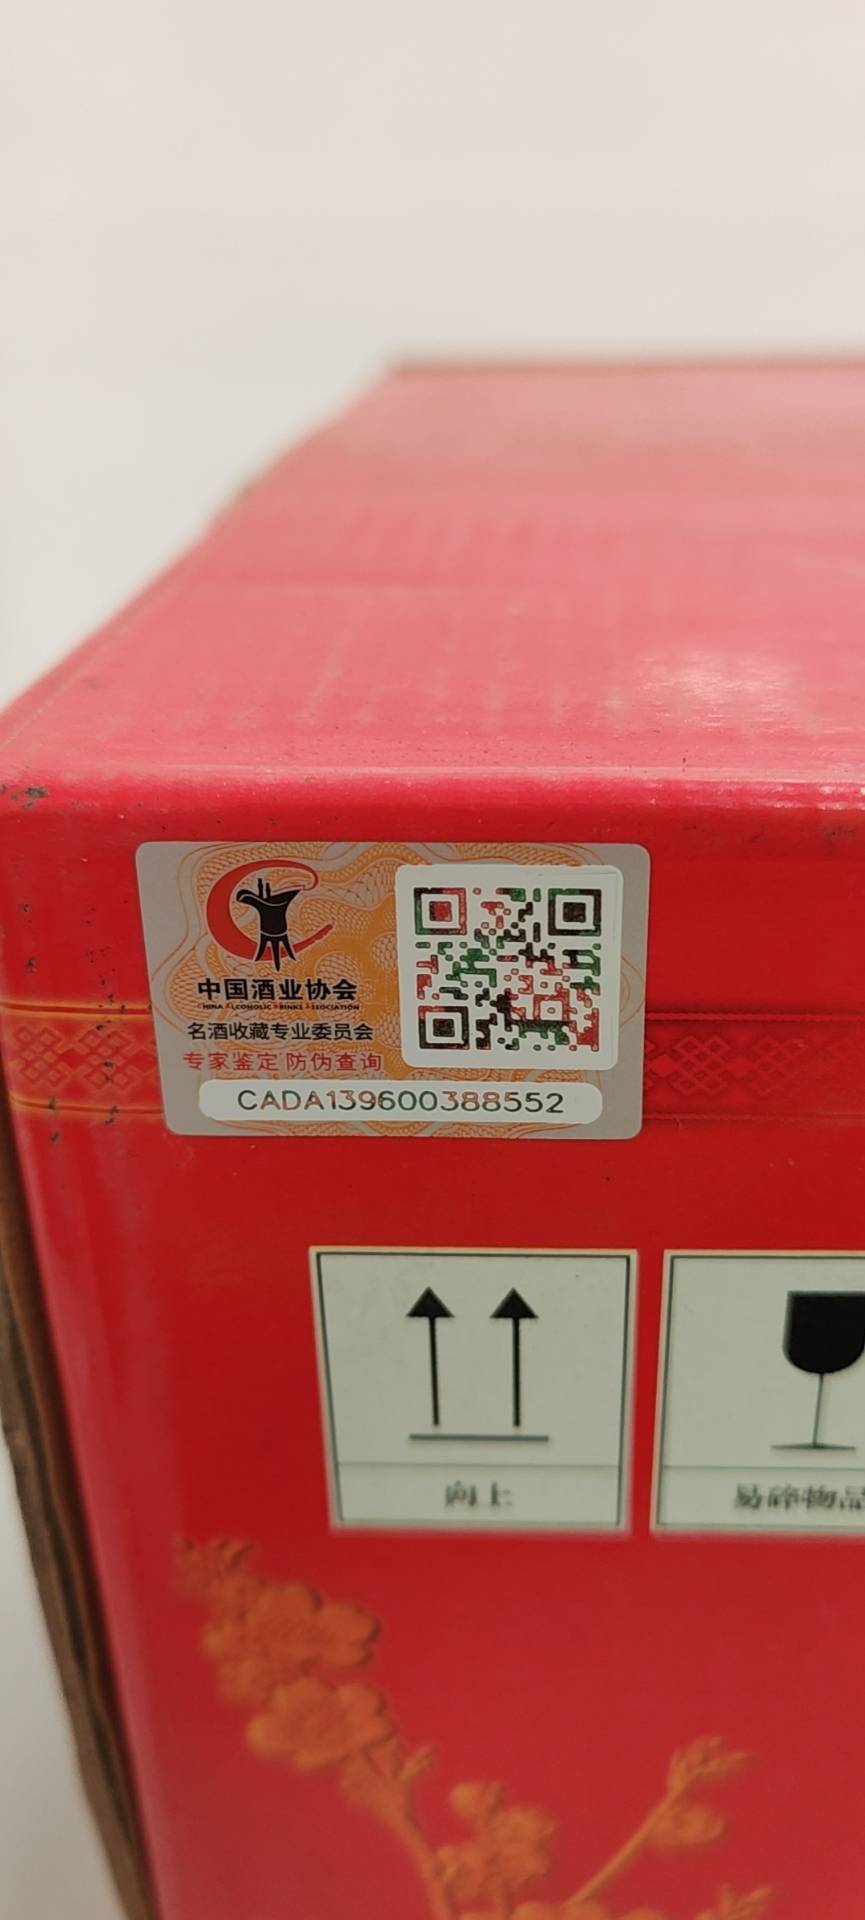 中国酒业协会
CHINA ALCOHOLIC DRINKS ASSOCIATION
名酒收藏专业委员会
专家鉴定 防伪查询
CADA139600388552
向上
易碎物品